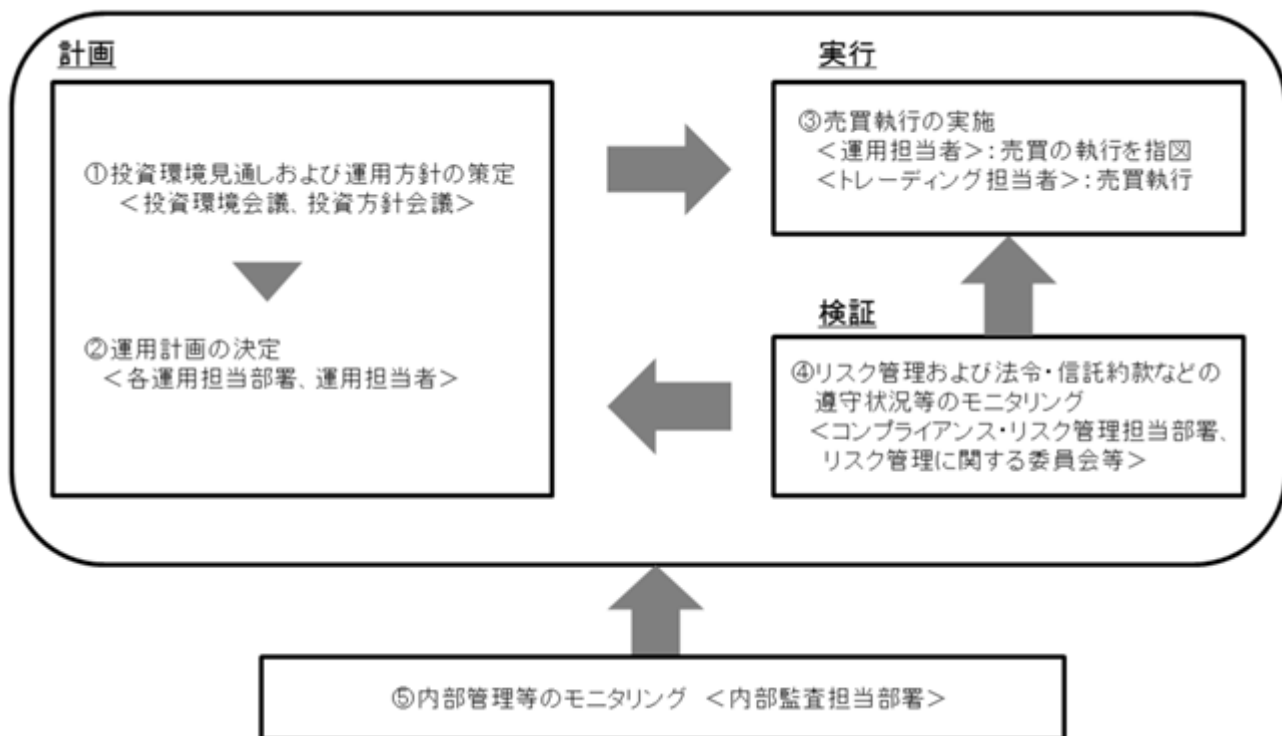 計画
①投資環境見通しおよび運用方針の策定
<投資環境会議、投資方針会議>
②運用計画の決定
<各運用担当部署、運用担当者>
実行
③売買執行の実施
<運用担当者>:売買の執行を指図
<トレーディング担当者>:売買執行
検証
④リスク管理および法令・信託約款などの
遵守状況等のモニタリング
<コンプライアンス・リスク管理担当部署、
リスク管理に関する委員会等>
⑤内部管理等のモニタリング <内部監査担当部署>